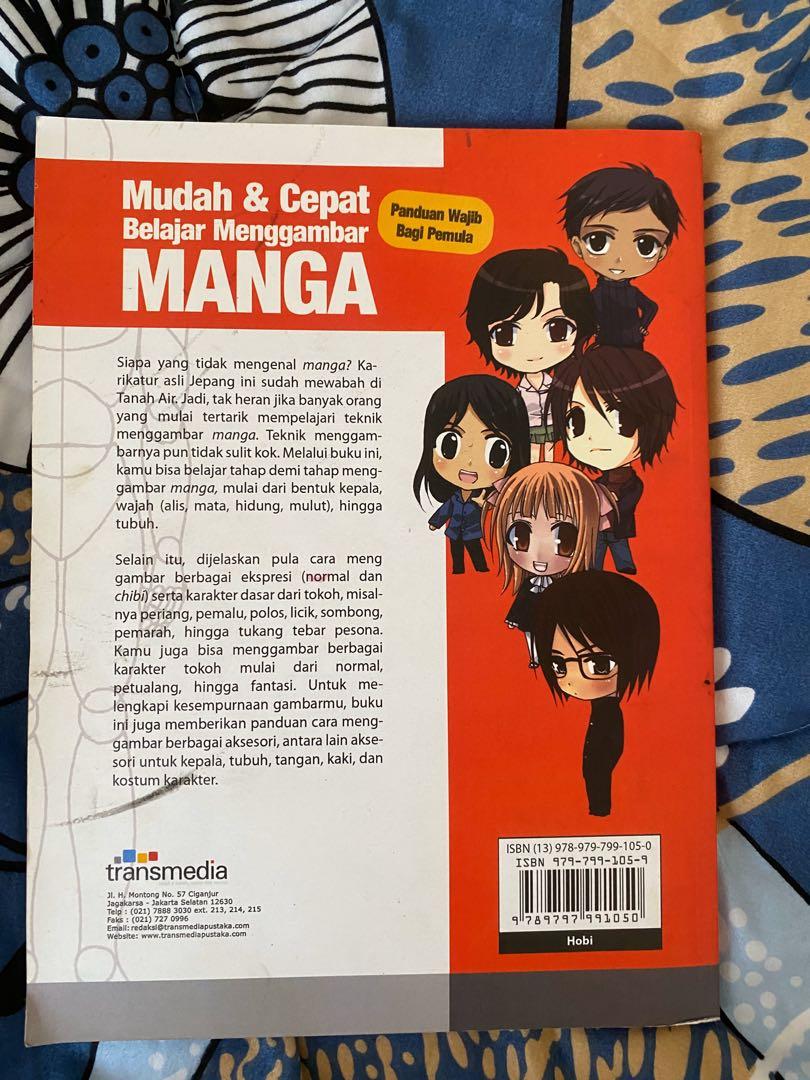 Mudah & Cepat
Belajar Menggambar
MANGA
Panduan Wajib
Bagi Pemula
Siapa yang tidak mengenal manga? Ka-
rikatur asli Jepang ini sudah mewabah di
Tanah Air. Jadi, tak heran jika banyak orang
yang mulai tertarik mempelajari teknik
menggambar manga. Teknik menggam-
barnya pun tidak sulit kok. Melalui buku ini,
kamu bisa belajar tahap demi tahap meng-
gambar manga, mulai dari bentuk kepala,
wajah (alis, mata, hidung, mulut), hingga
tubuh.
Selain itu, dijelaskan pula cara meng
gambar berbagai ekspresi (normal dan
chibi) serta karakter dasar dari tokoh, misal-
nya periang, pemalu, polos, licik, sombong,
pemarah, hingga tukang tebar pesona.
Kamu juga bisa menggambar berbagai
karakter tokoh mulai dari normal,
petualang, hingga fantasi. Untuk me-
lengkapi kesempurnaan gambarmu, buku
ini juga memberikan panduan cara meng-
gambar berbagai aksesori, antara lain akse-
sori untuk kepala, tubuh, tangan, kaki, dan
kostum karakter.
transmedia
Jl. H. Montong No. 57 Ciganjur
Jagakarsa - Jakarta Selatan 12630
Telp : (021) 7888 3030 ext. 213, 214, 215
Faks : (021) 727 0996
Email: redaksi@transmediapustaka.com
Website: www.transmediapustaka.com
ISBN (13) 978-979-799-105-0
ISBN 979-799-105-9
9 789797 991050
Hobi